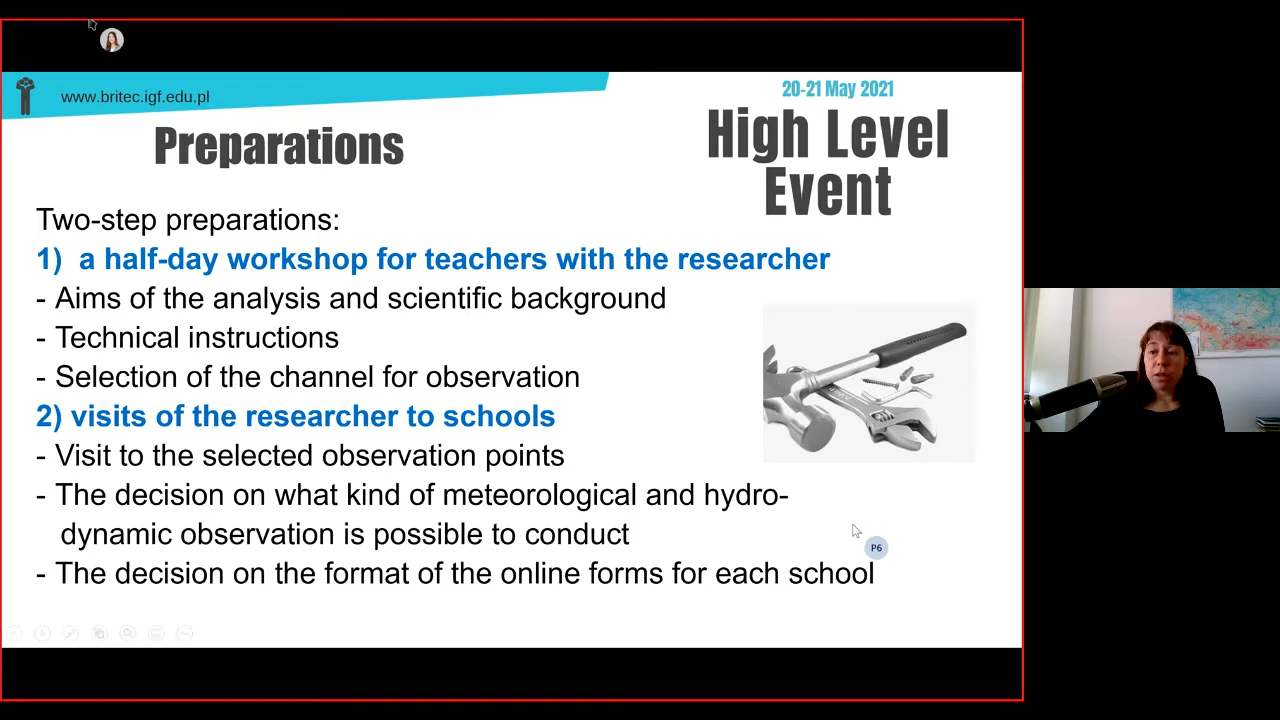 www.britec.igf.edu.pl
20-21 May 2021
High Level
Event
Preparations
Two-step preparations:
1) a half-day workshop for teachers with the researcher
- Aims of the analysis and scientific background
- Technical instructions
- Selection of the channel for observation
2) visits of the researcher to schools
- Visit to the selected observation points
- The decision on what kind of meteorological and hydro-
dynamic observation is possible to conduct
- The decision on the format of the online forms for each school
P6